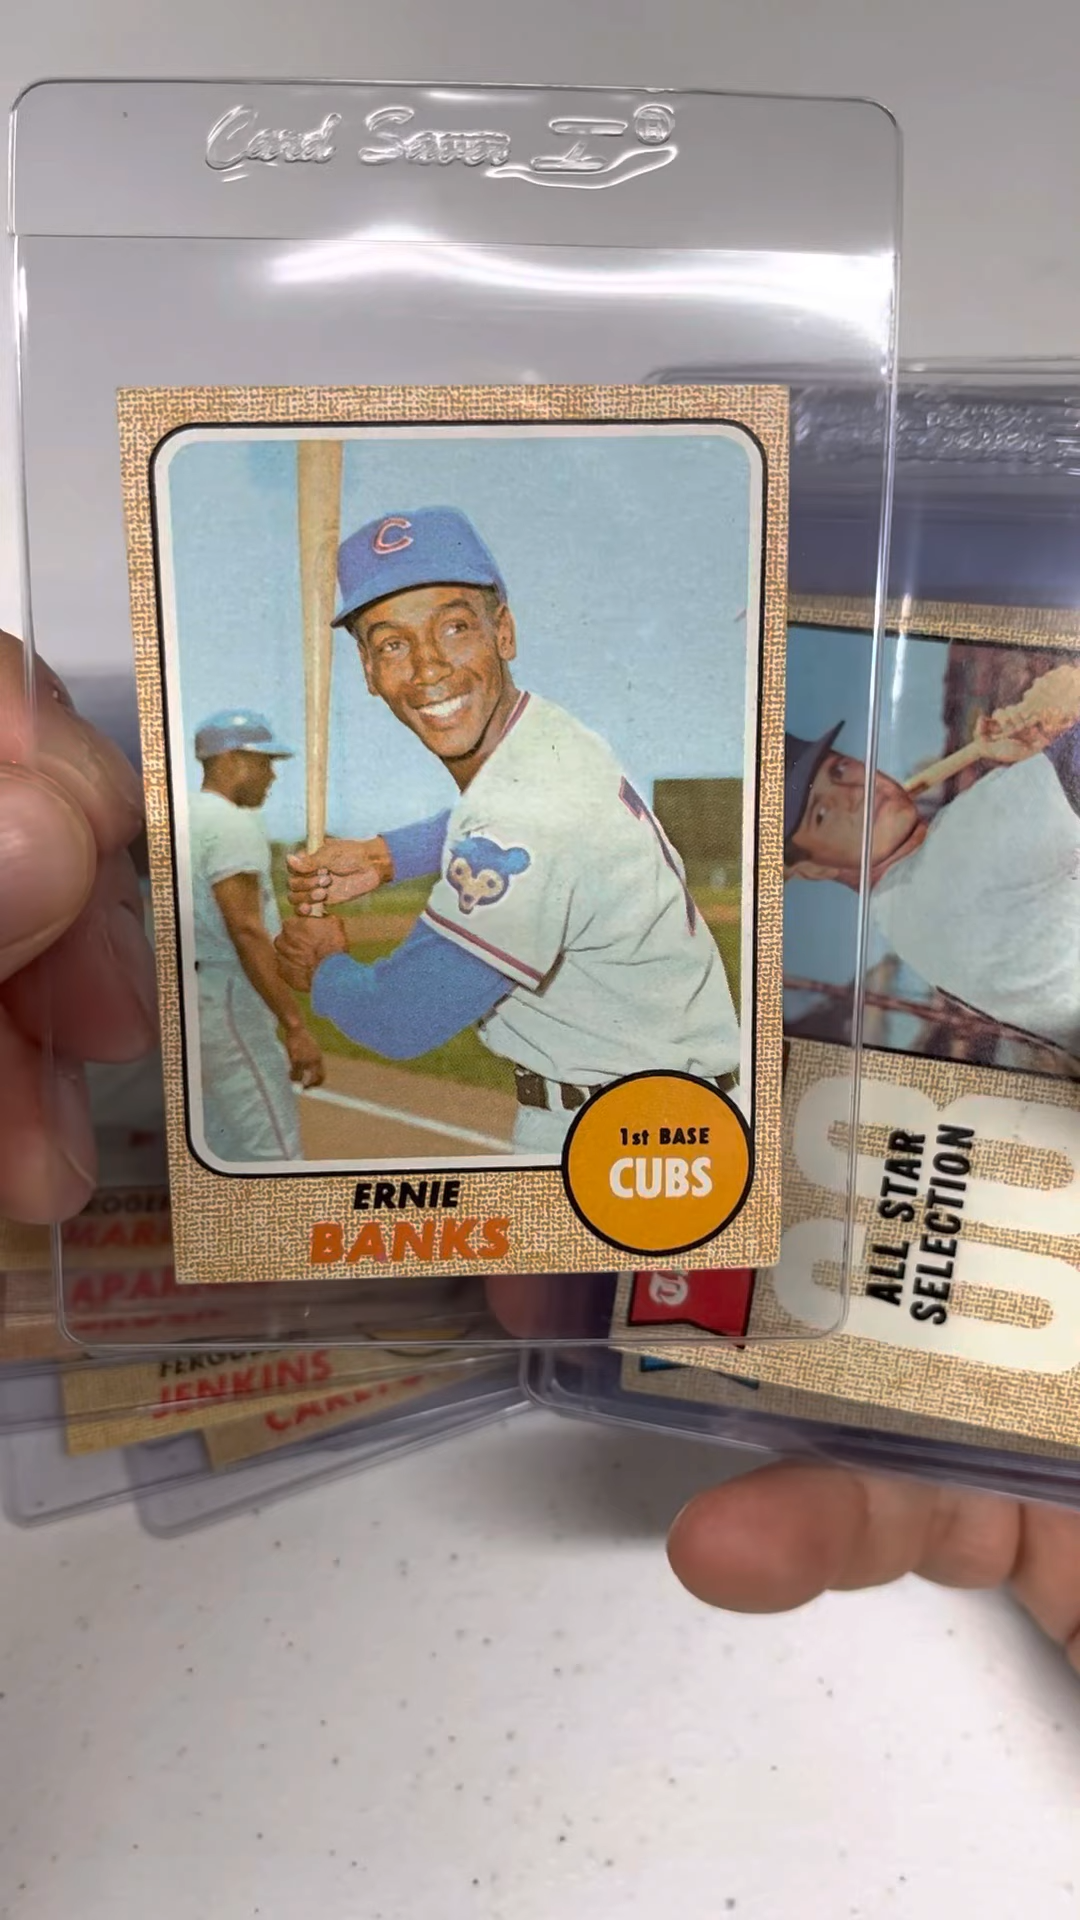 Card Saver I®
C
1st BASE
CUBS
ERNIE
BANKS
ALL STAR
SELECTION
JENKINS